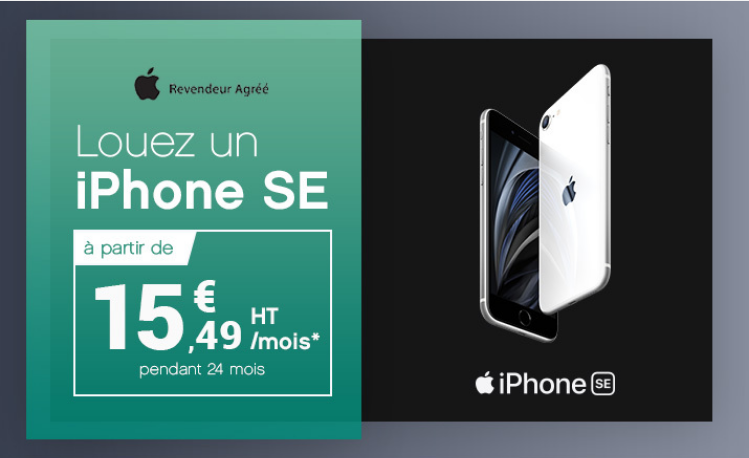 Revendeur Agréé
Louez un
iPhone SE
à partir de
15,49€ HT
/mois*
pendant 24 mois
iPhone SE